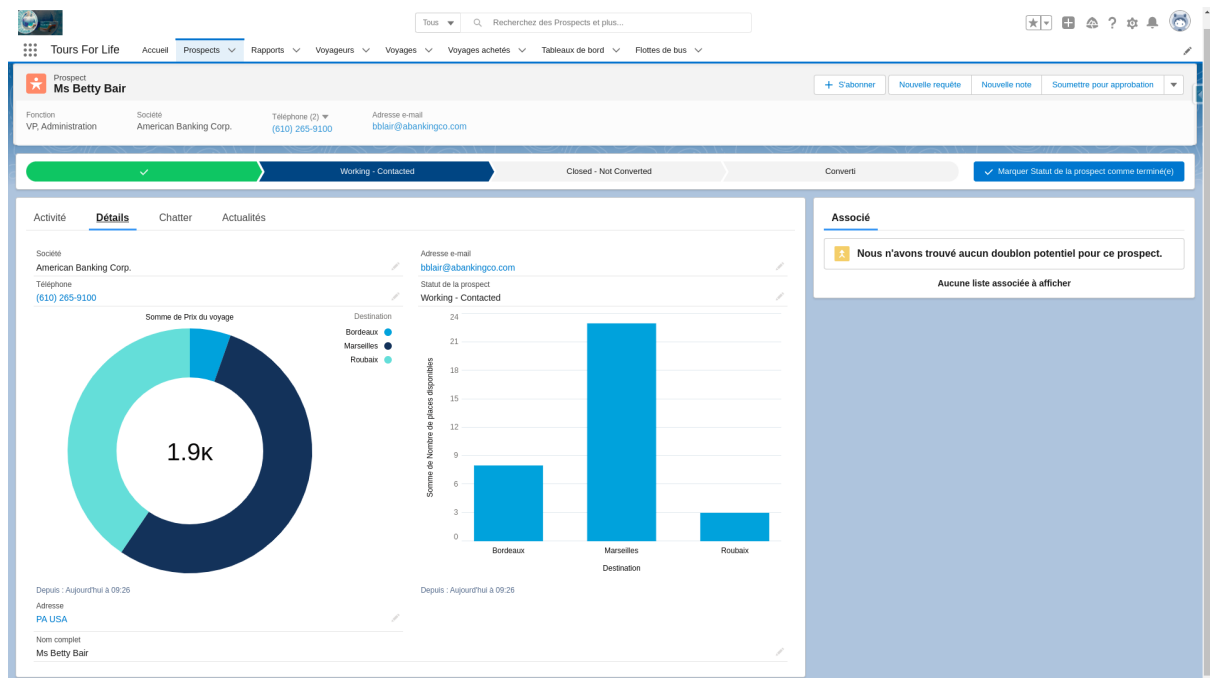 Tous
Recherchez des Prospects et plus...
Tours For Life
Accueil
Prospects
Rapports
Voyageurs
Voyages
Voyages achetés
Tableaux de bord
Flottes de bus
Prospect
Ms Betty Bair
+ S'abonner
Nouvelle requête
Nouvelle note
Soumettre pour approbation
Fonction
VP, Administration
Société
American Banking Corp.
Téléphone (2)
(610) 265-9100
Adresse e-mail
bblair@abankingco.com
Working - Contacted
Closed - Not Converted
Converti
Marquer Statut de la prospect comme terminé(e)
Activité
Détails
Chatter
Actualités
Société
American Banking Corp.
Téléphone
(610) 265-9100
Somme de Prix du voyage
Destination
Bordeaux
Marseilles
Roubaix
1.9K
Depuis : Aujourd'hui à 09:26
Adresse
PA USA
Nom complet
Ms Betty Bair
Adresse e-mail
bblair@abankingco.com
Statut de la prospect
Working - Contacted
24
21
18
15
12
9
6
3
0
Somme de Nombre de places disponibles
Bordeaux
Marseilles
Roubaix
Destination
Depuis : Aujourd'hui à 09:26
Associé
Nous n'avons trouvé aucun doublon potentiel pour ce prospect.
Aucune liste associée à afficher